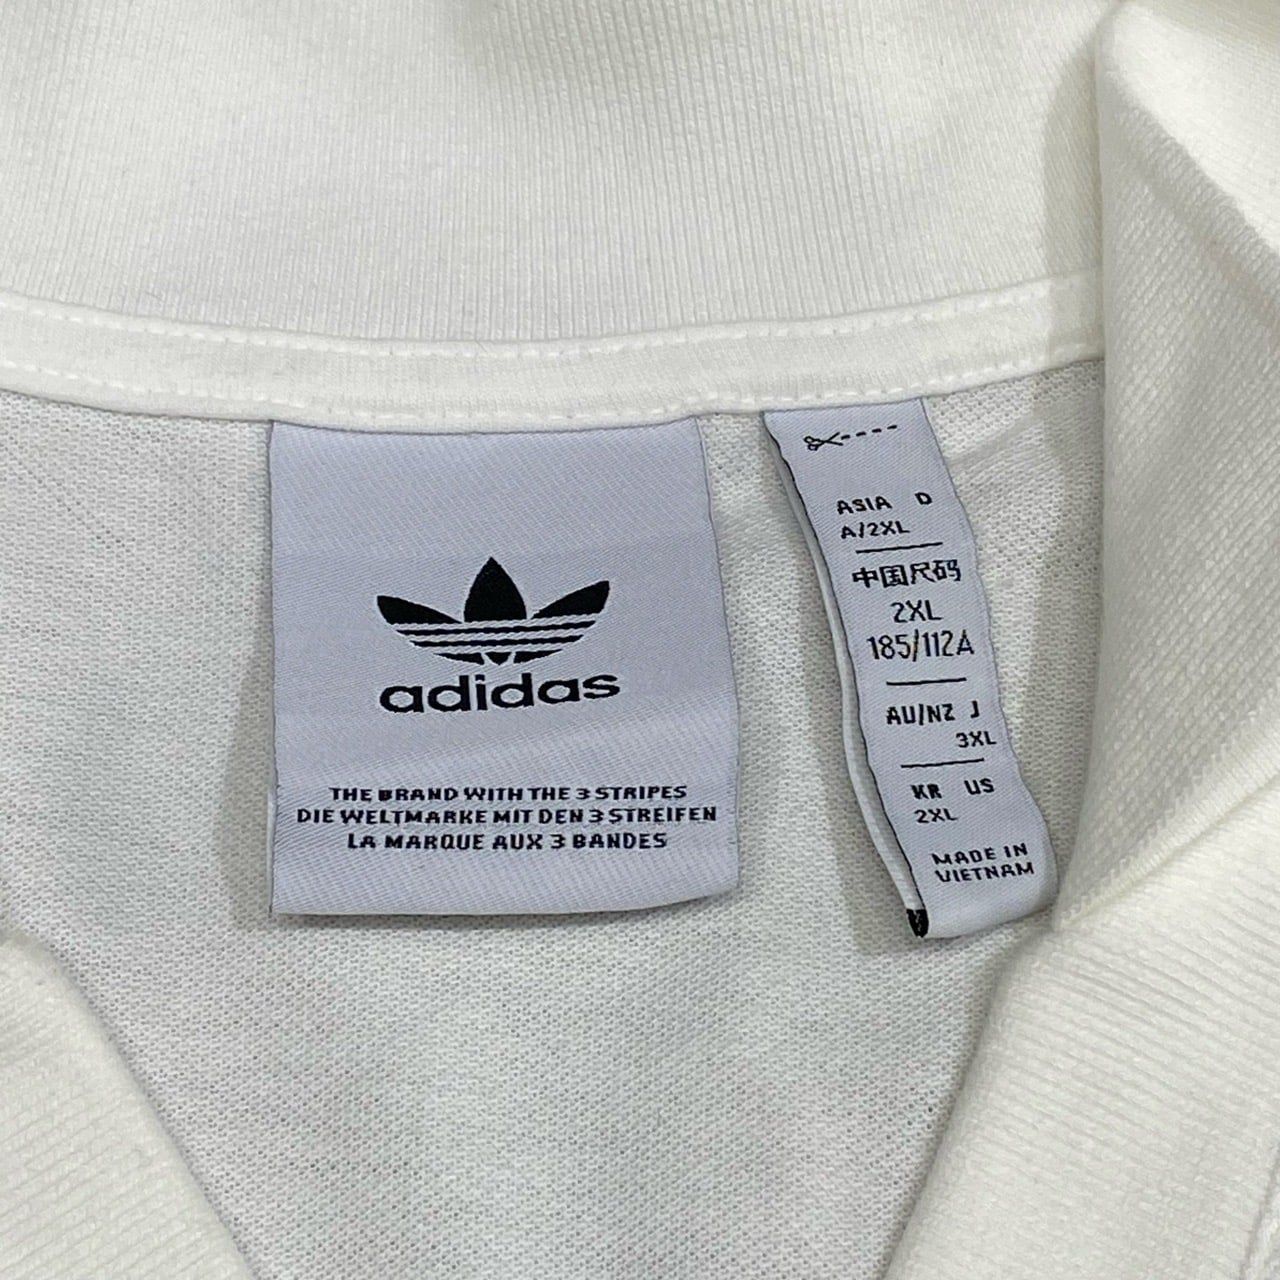 adidas
THE BRAND WITH THE 3 STRIPES
DIE WELTMARKE MIT DEN 3 STREIFEN
LA MARQUE AUX 3 BANDES
ASIA D
A/2XL
中国尺码
2XL
185/112A
AU/NZ J
3XL
KR US
2XL
MADE IN
VIETNAM